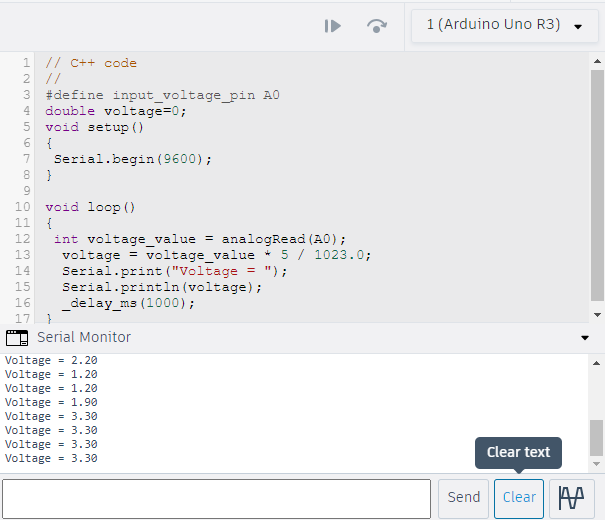 1 (Arduino Uno R3)
1 // C++ code
2 //
3 #define input_voltage_pin A0
4 double voltage=0;
5 void setup()
6 {
7  Serial.begin(9600);
8 }
9
10 void loop()
11 {
12  int voltage_value = analogRead(A0);
13   voltage = voltage_value * 5 / 1023.0;
14   Serial.print("Voltage = ");
15   Serial.println(voltage);
16   _delay_ms(1000);
17 }
Serial Monitor
Voltage = 2.20
Voltage = 1.20
Voltage = 1.20
Voltage = 1.90
Voltage = 3.30
Voltage = 3.30
Voltage = 3.30
Voltage = 3.30
Clear text
Send Clear